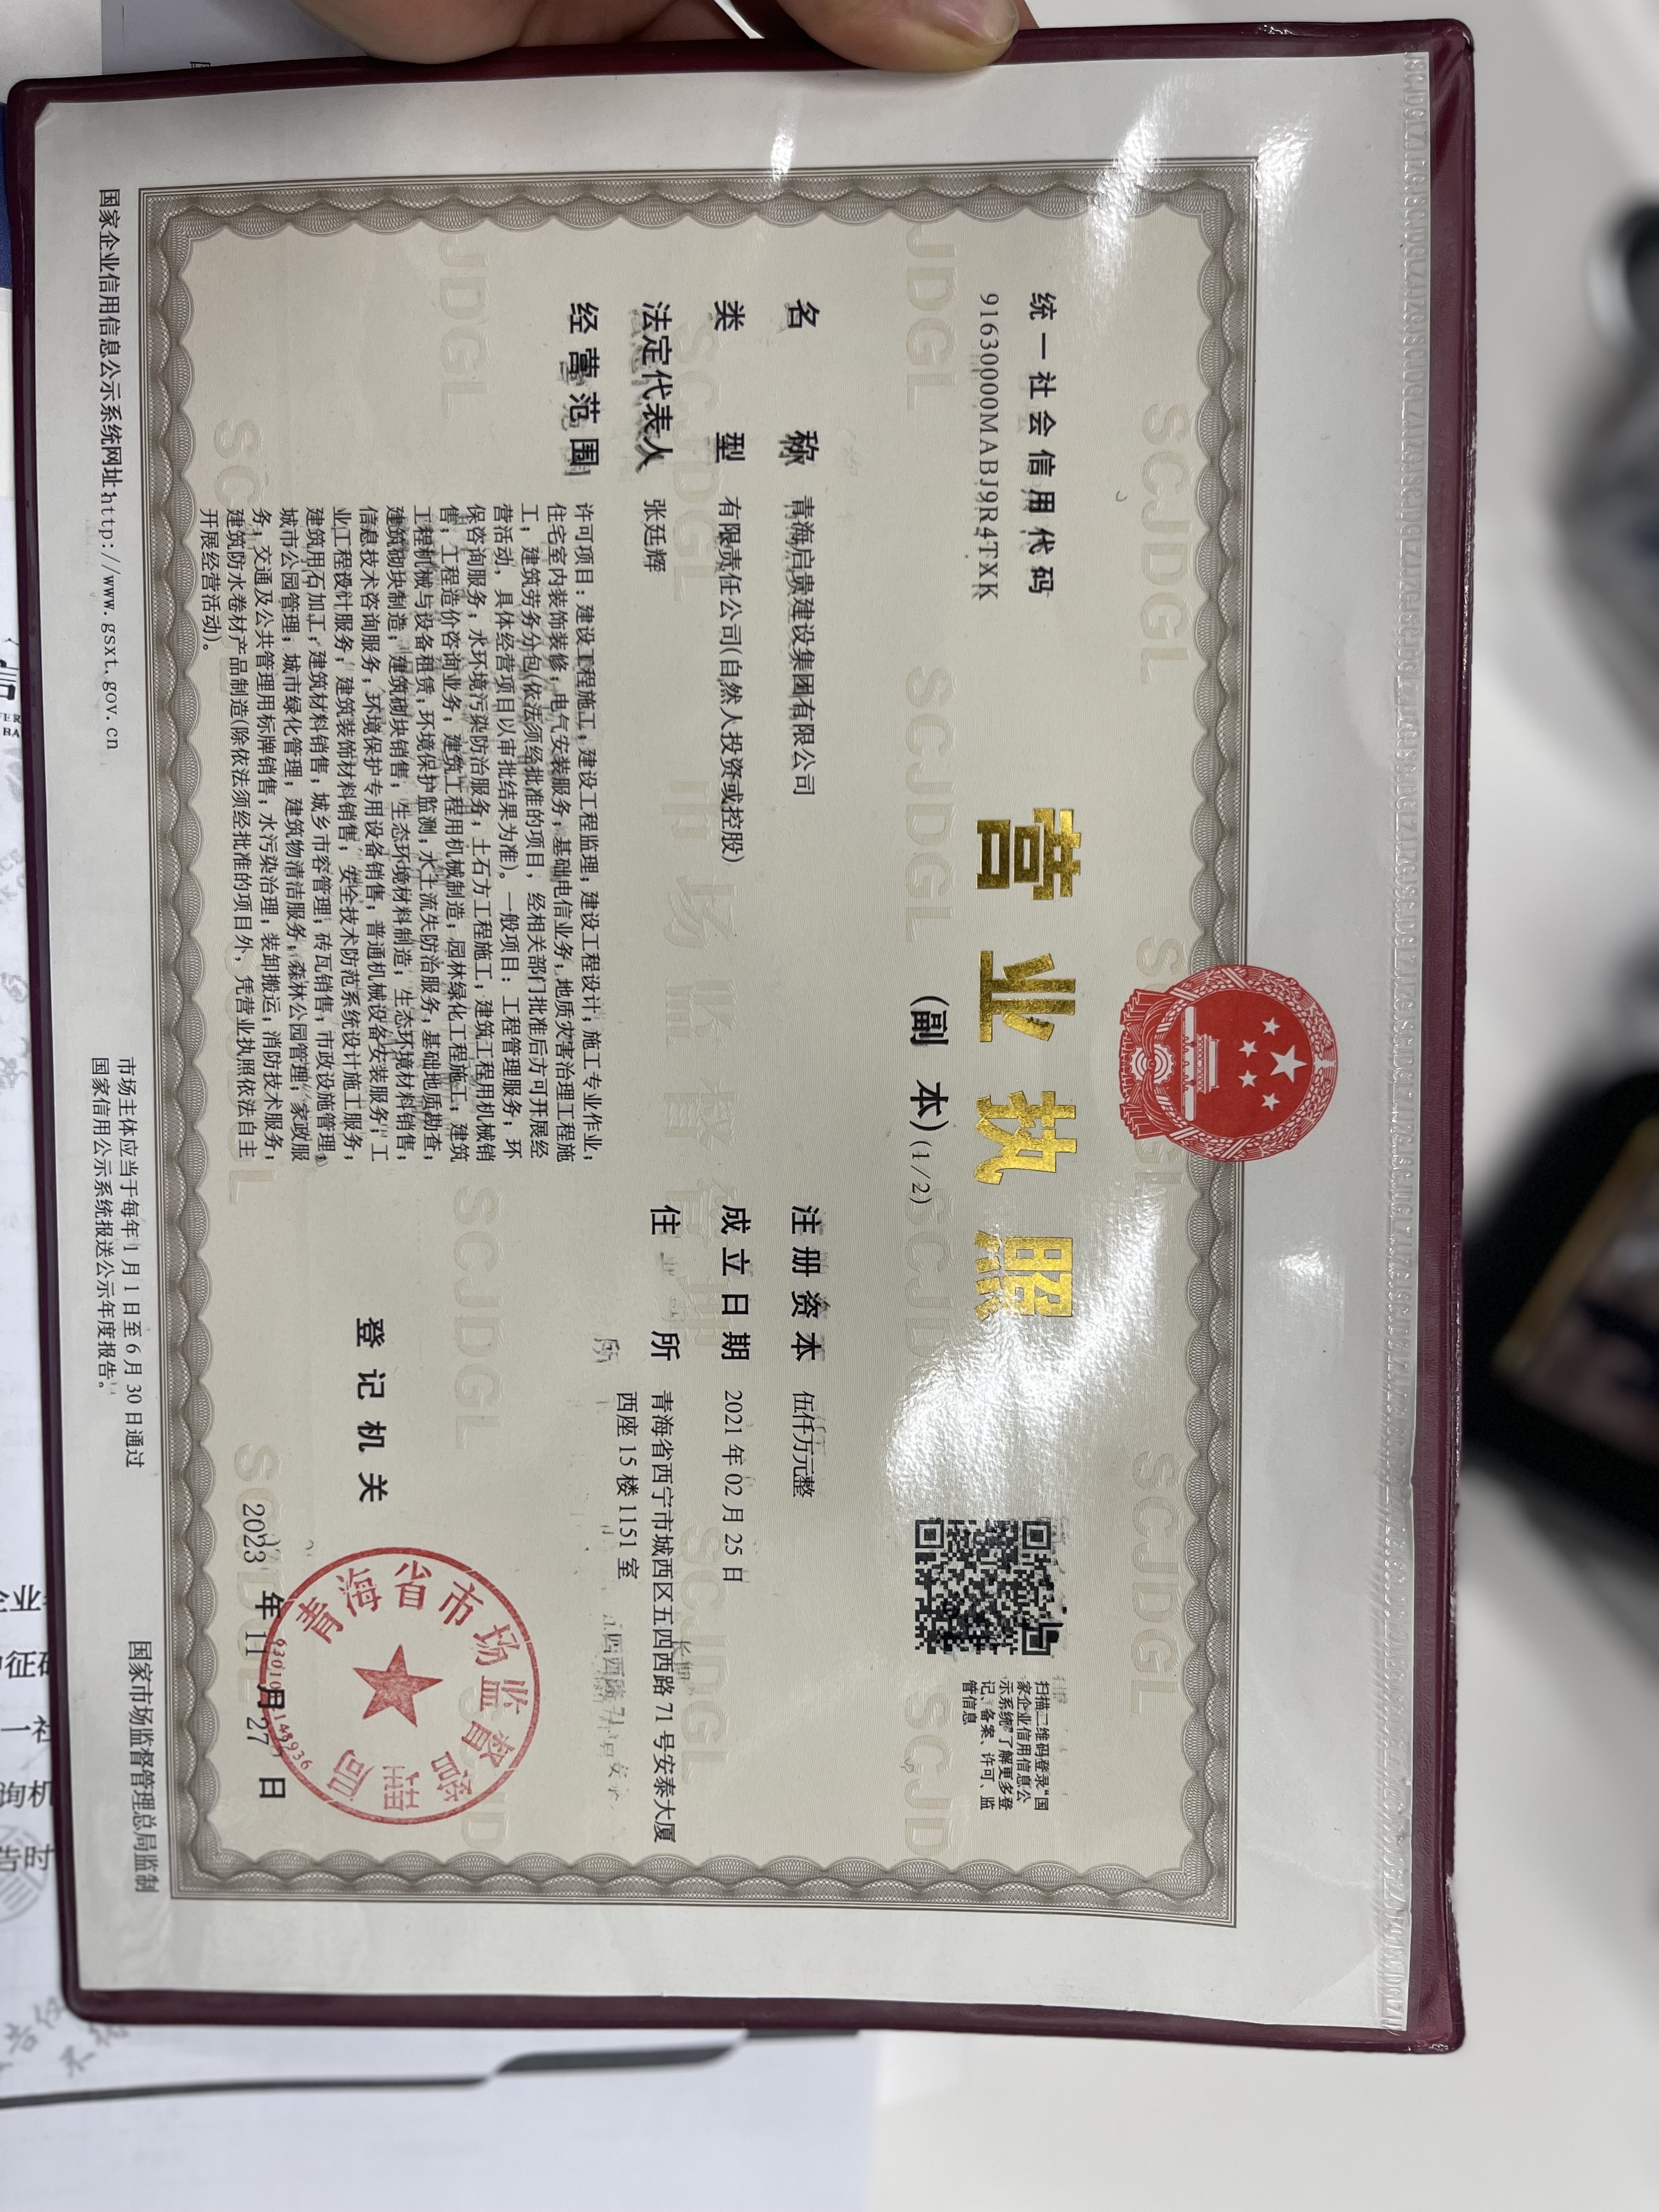 统一社会信用代码
91630000MABJ9R4TXK
营业执照
(副 本)(1/2)
扫描二维码登录“国
家企业信用信息公
示系统”了解更多登
记、备案、许可、监
管信息
名 称 青海启贵建设集团有限公司
类 型 有限责任公司(自然人投资或控股)
法定代表人 张廷辉
经营范围 许可项目：建设工程施工；建设工程监理；建设工程设计；施工专业作业；
住宅室内装饰装修；电气安装服务；基础电信业务；地质灾害治理工程施
工；建筑劳务分包(依法须经批准的项目，经相关部门批准后方可开展经
营活动，具体经营项目以审批结果为准)。一般项目：工程管理服务；环
保咨询服务；水环境污染防治服务；土石方工程施工；建筑工程用机械销
售；工程造价咨询业务；建筑工程用机械制造；园林绿化工程施工；建筑
工程机械与设备租赁；环境保护监测；水土流失防治服务；基础地质勘查；
建筑砌块制造；建筑砌块销售；生态环境材料制造；生态环境材料销售；
信息技术咨询服务；环境保护专用设备销售；普通机械设备安装服务；工
业工程设计服务；建筑装饰材料销售；安全技术防范系统设计施工服务；
建筑用石加工；建筑材料销售；城乡市容管理；砖瓦销售；市政设施管理；
城市公园管理；城市绿化管理；建筑物清洁服务；森林公园管理；家政服
务；交通及公共管理用标牌销售；水污染治理；装卸搬运；消防技术服务；
建筑防水卷材产品制造(除依法须经批准的项目外，凭营业执照依法自主
开展经营活动)。
注册资本 伍仟万元整
成立日期 2021年02月25日
住 所 青海省西宁市城西区五四西路71号安泰大厦
西座15楼1151室
登记机关
青海省市场监督管理局
2023年11月27日
国家企业信用信息公示系统网址:http://www.gsxt.gov.cn
市场主体应当于每年1月1日至6月30日通过
国家信用公示系统报送公示年度报告。
国家市场监督管理总局监制
SCJDGL
市场监督管理